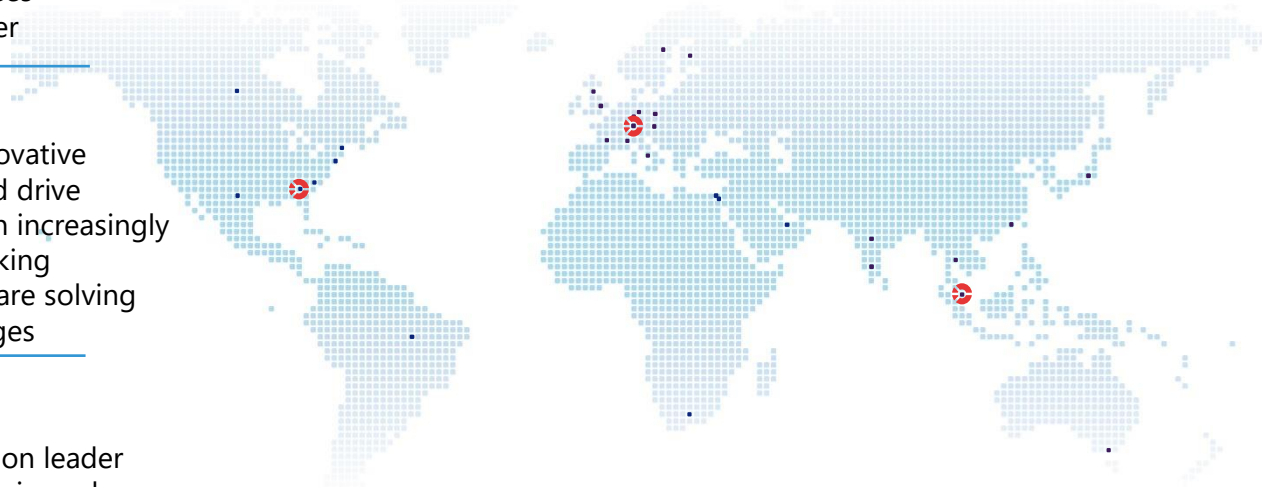 er
ovative
d drive
n increasingly
king
are solving
ges
on leader